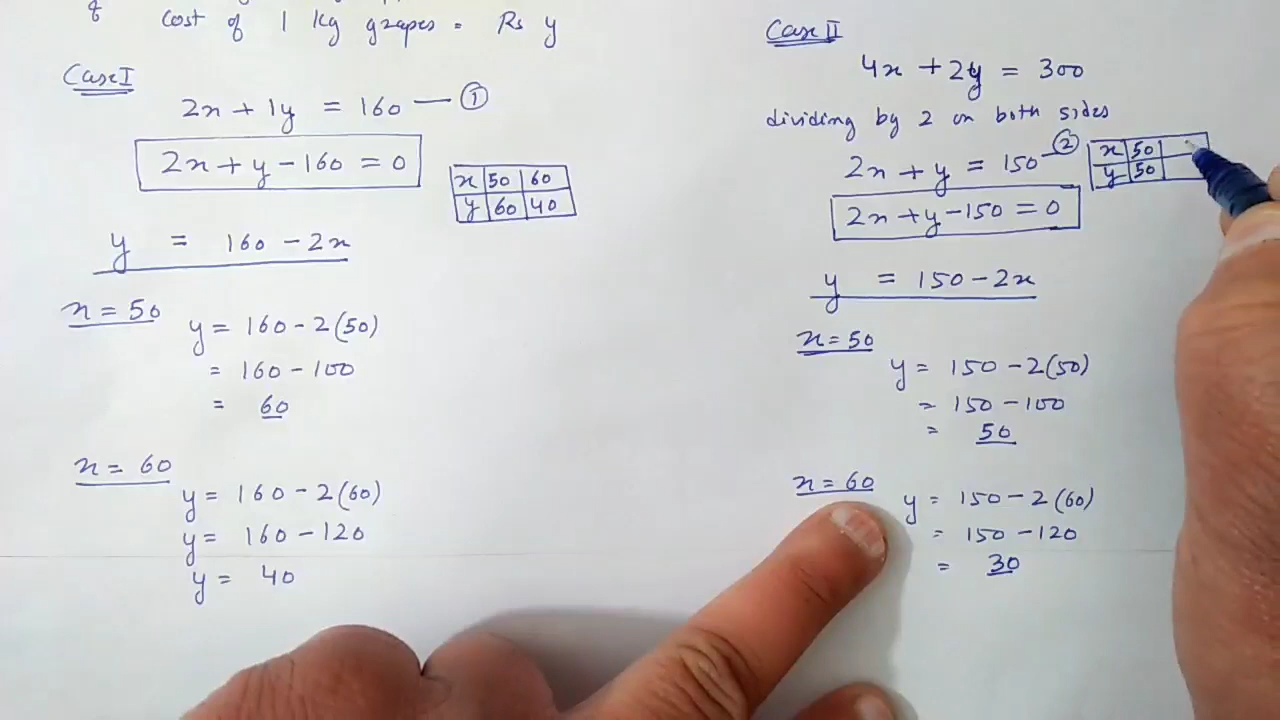 of
cost of 1 kg grapes = Rs y
Case I
2x + 1y = 160 — ①
2x + y - 160 = 0
x 50 60
y 60 40
y = 160 - 2x
x = 50
y = 160 - 2(50)
= 160 - 100
= 60
x = 60
y = 160 - 2(60)
y = 160 - 120
y = 40
Case II
4x + 2y = 300
dividing by 2 on both sides
2x + y = 150 — ②
x 50
y 50
2x + y - 150 = 0
y = 150 - 2x
x = 50
y = 150 - 2(50)
= 150 - 100
= 50
x = 60
y = 150 - 2(60)
= 150 - 120
= 30